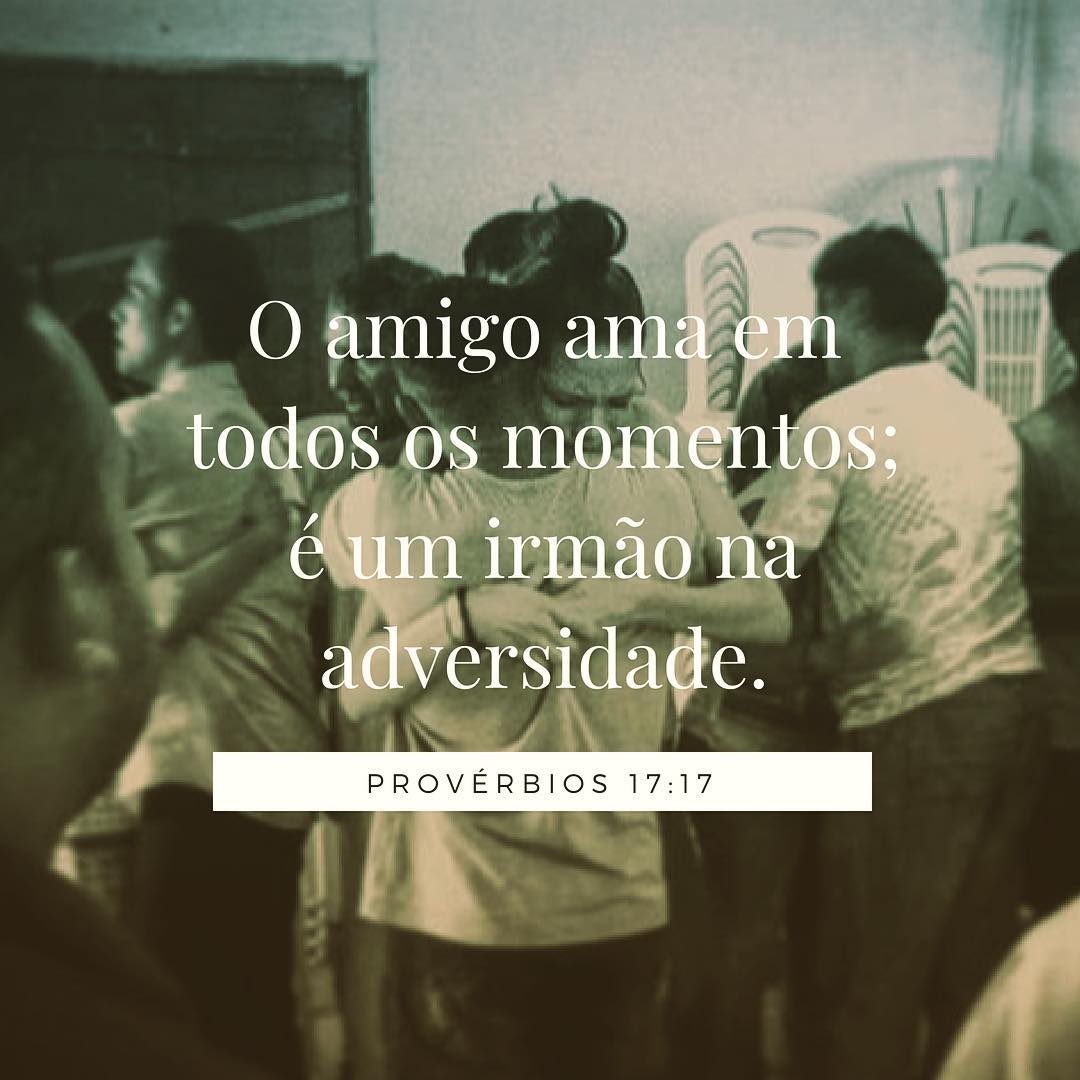 O amigo ama em
todos os momentos;
é um irmão na
adversidade.
PROVÉRBIOS 17:17